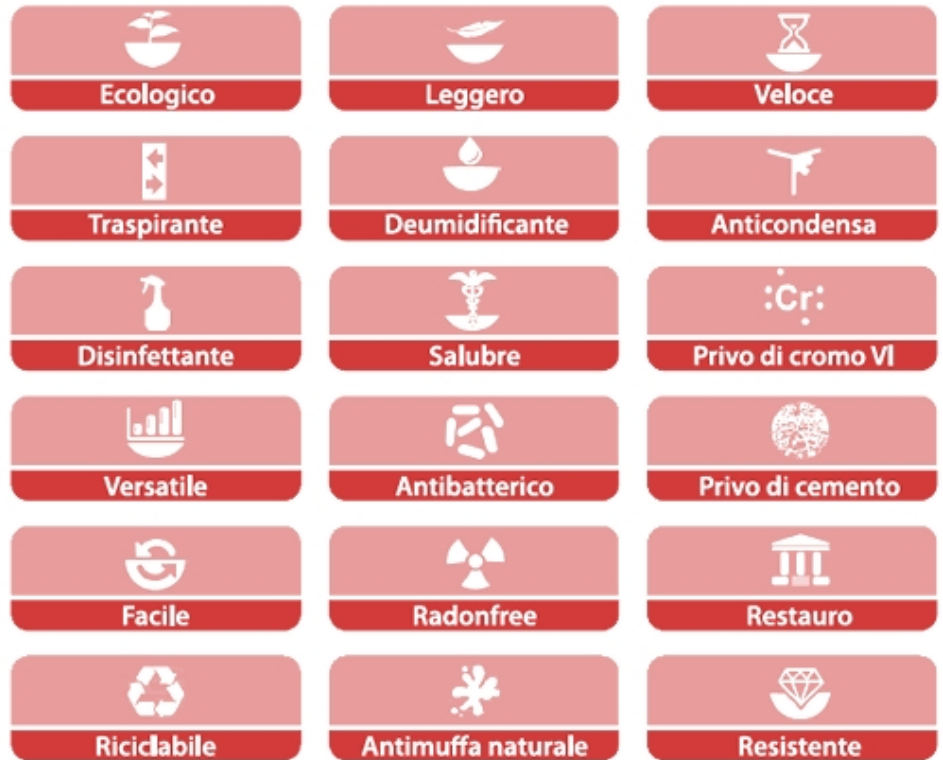 Ecologico
Leggero
Veloce
Traspirante
Deumidificante
Anticondensa
Disinfettante
Salubre
:Cr:
Privo di cromo VI
Versatile
Antibatterico
Privo di cemento
Facile
Radonfree
Restauro
Riciclabile
Antimuffa naturale
Resistente